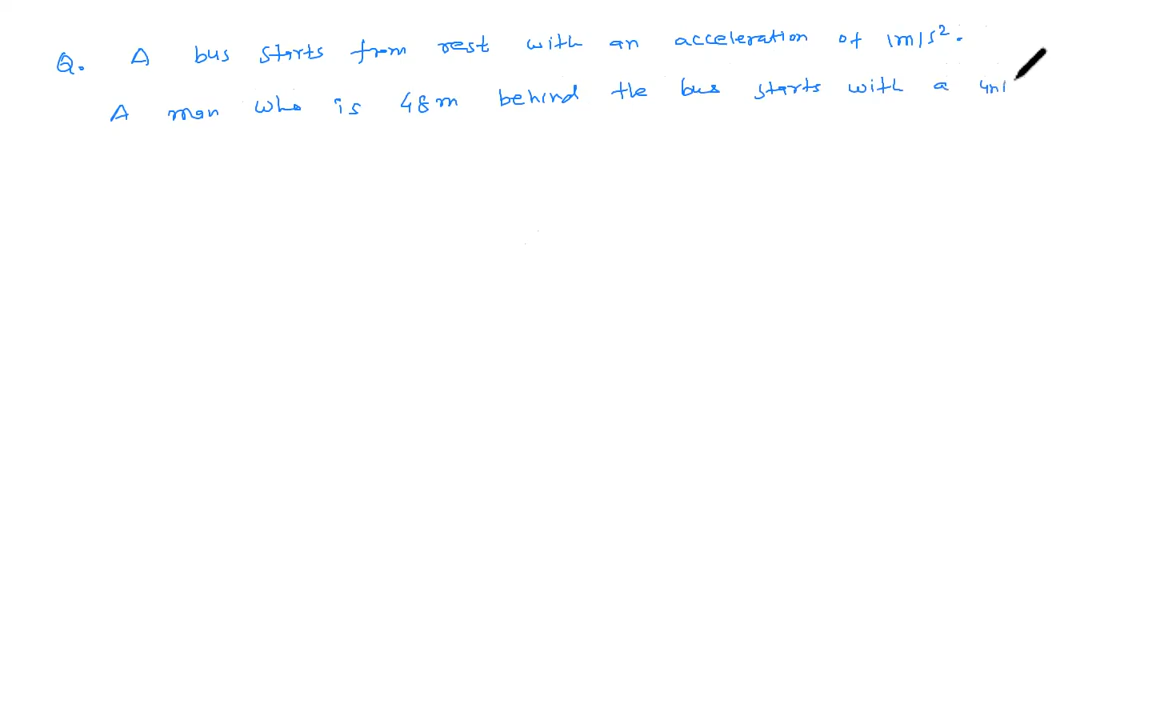 Q. A bus starts from rest with an acceleration of 1m/s².
A man who is 48m behind the bus starts with a